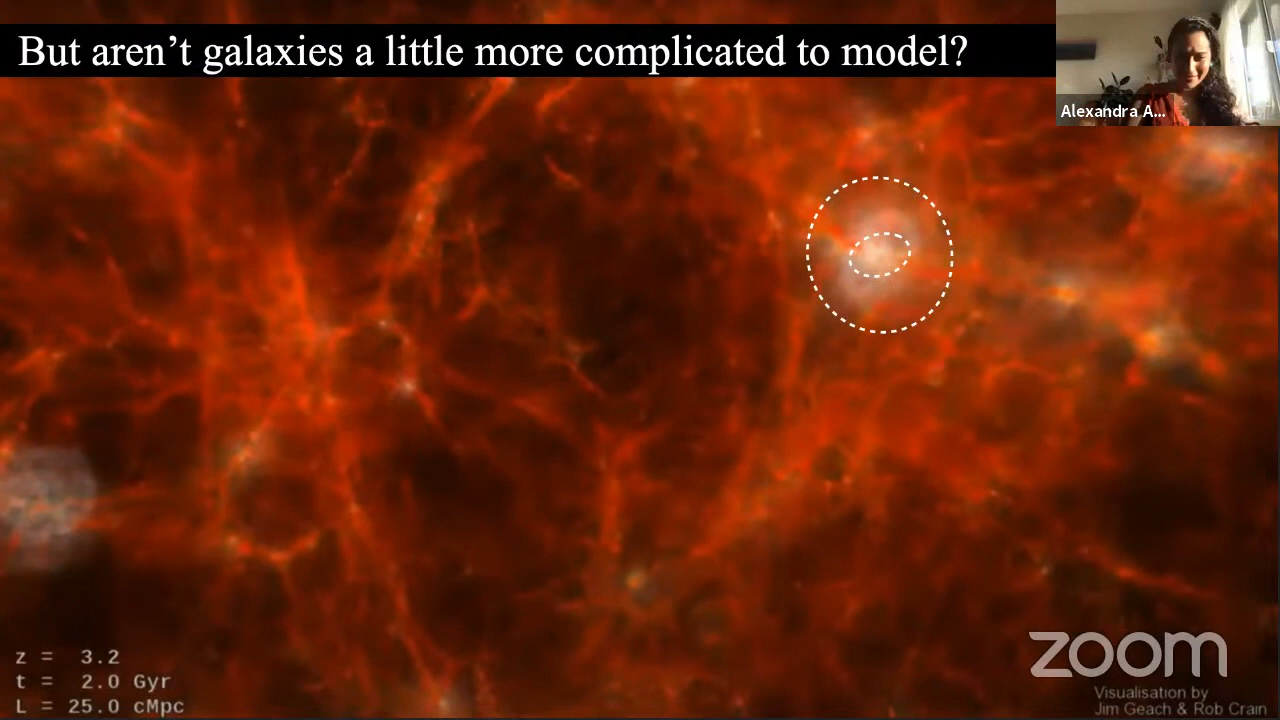 But aren’t galaxies a little more complicated to model?
Alexandra A...
z = 3.2
t = 2.0 Gyr
L = 25.0 cMpc
zoom
Visualisation by
Jim Geach & Rob Crain